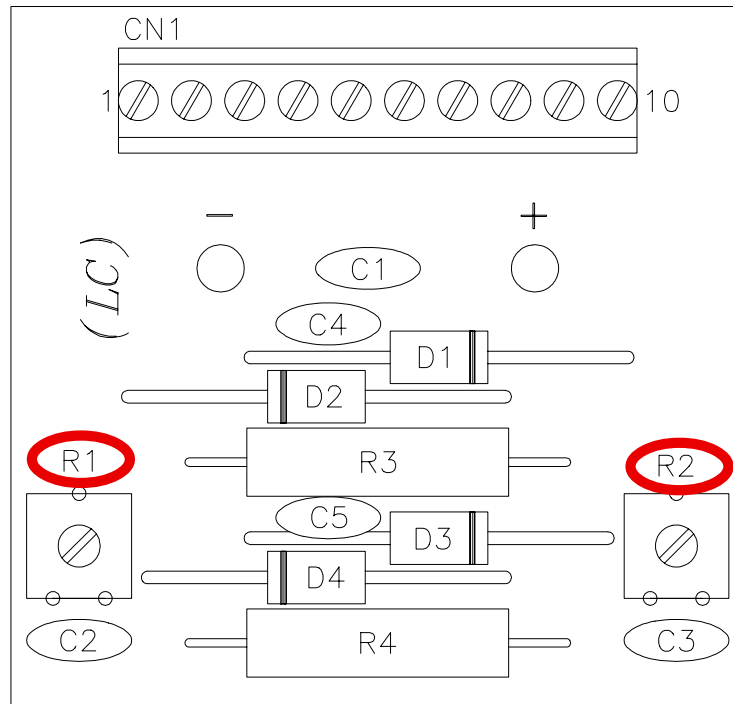 CN1
1 10
- +
(LC)
C1
C4
D1
D2
R1 R3 R2
C5
D3
D4
C2 R4 C3